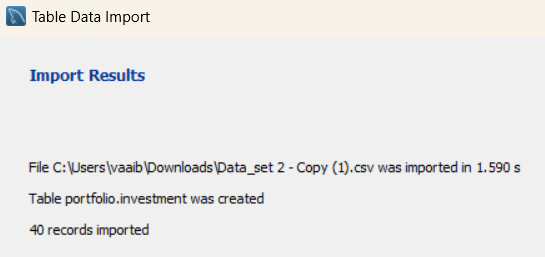 Table Data Import
Import Results
File C:\Users\vaaib\Downloads\Data_set 2 - Copy (1).csv was imported in 1.590 s
Table portfolio.investment was created
40 records imported